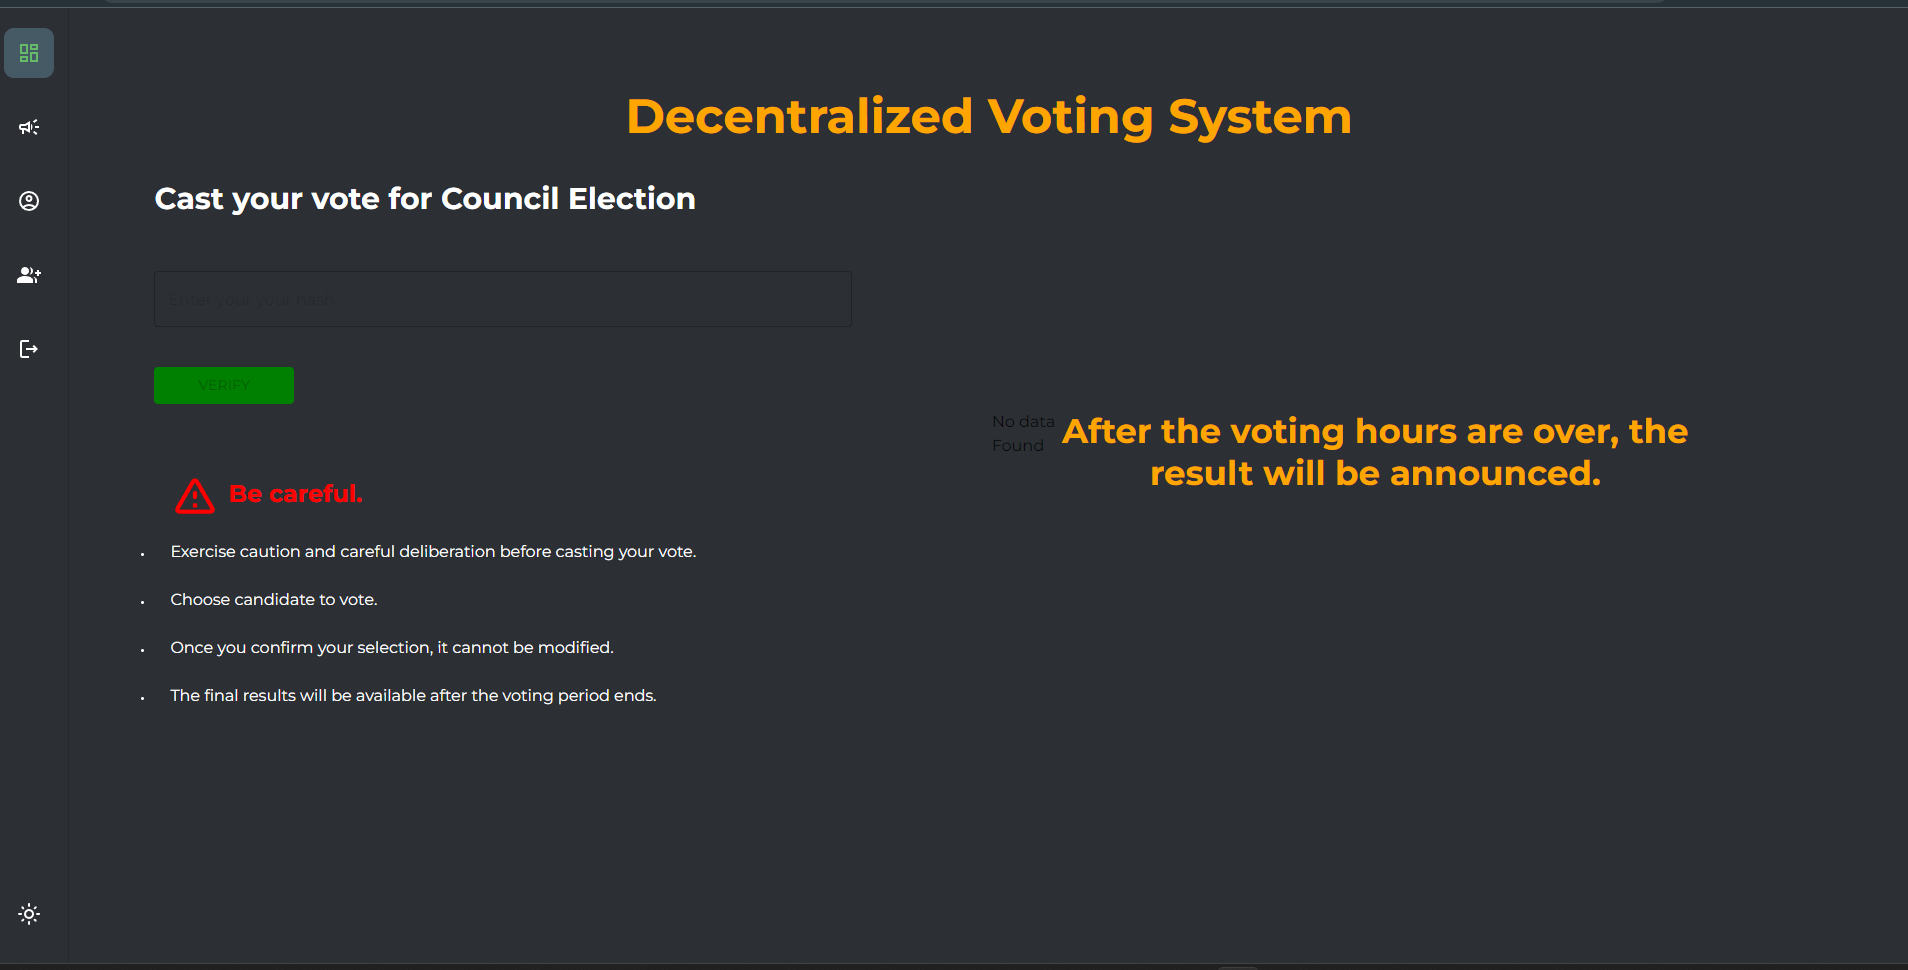 Decentralized Voting System
Cast your vote for Council Election
Enter your your hash
VERIFY
No data
Found
After the voting hours are over, the
result will be announced.
Be careful.
Exercise caution and careful deliberation before casting your vote.
Choose candidate to vote.
Once you confirm your selection, it cannot be modified.
The final results will be available after the voting period ends.